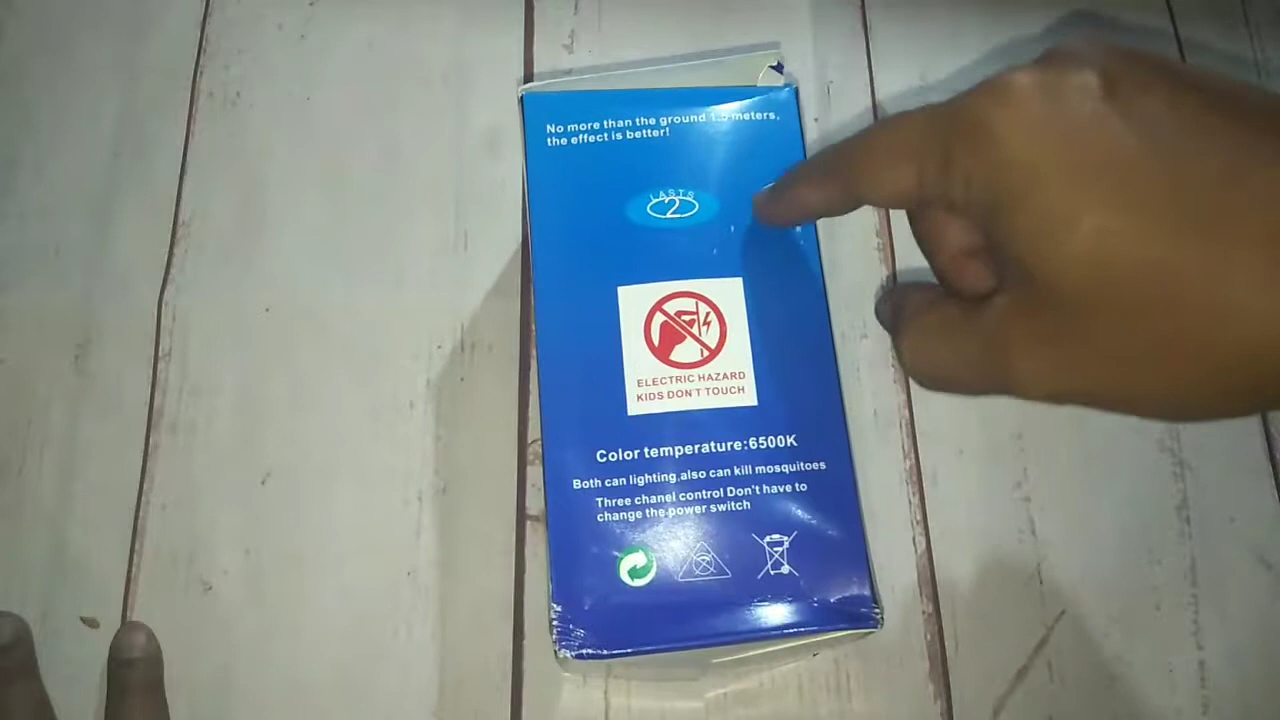 No more than the ground 1.5 meters,
the effect is better!
LASTS
2
ELECTRIC HAZARD
KIDS DON'T TOUCH
Color temperature:6500K
Both can lighting,also can kill mosquitoes
Three chanel control Don't have to
change the power switch